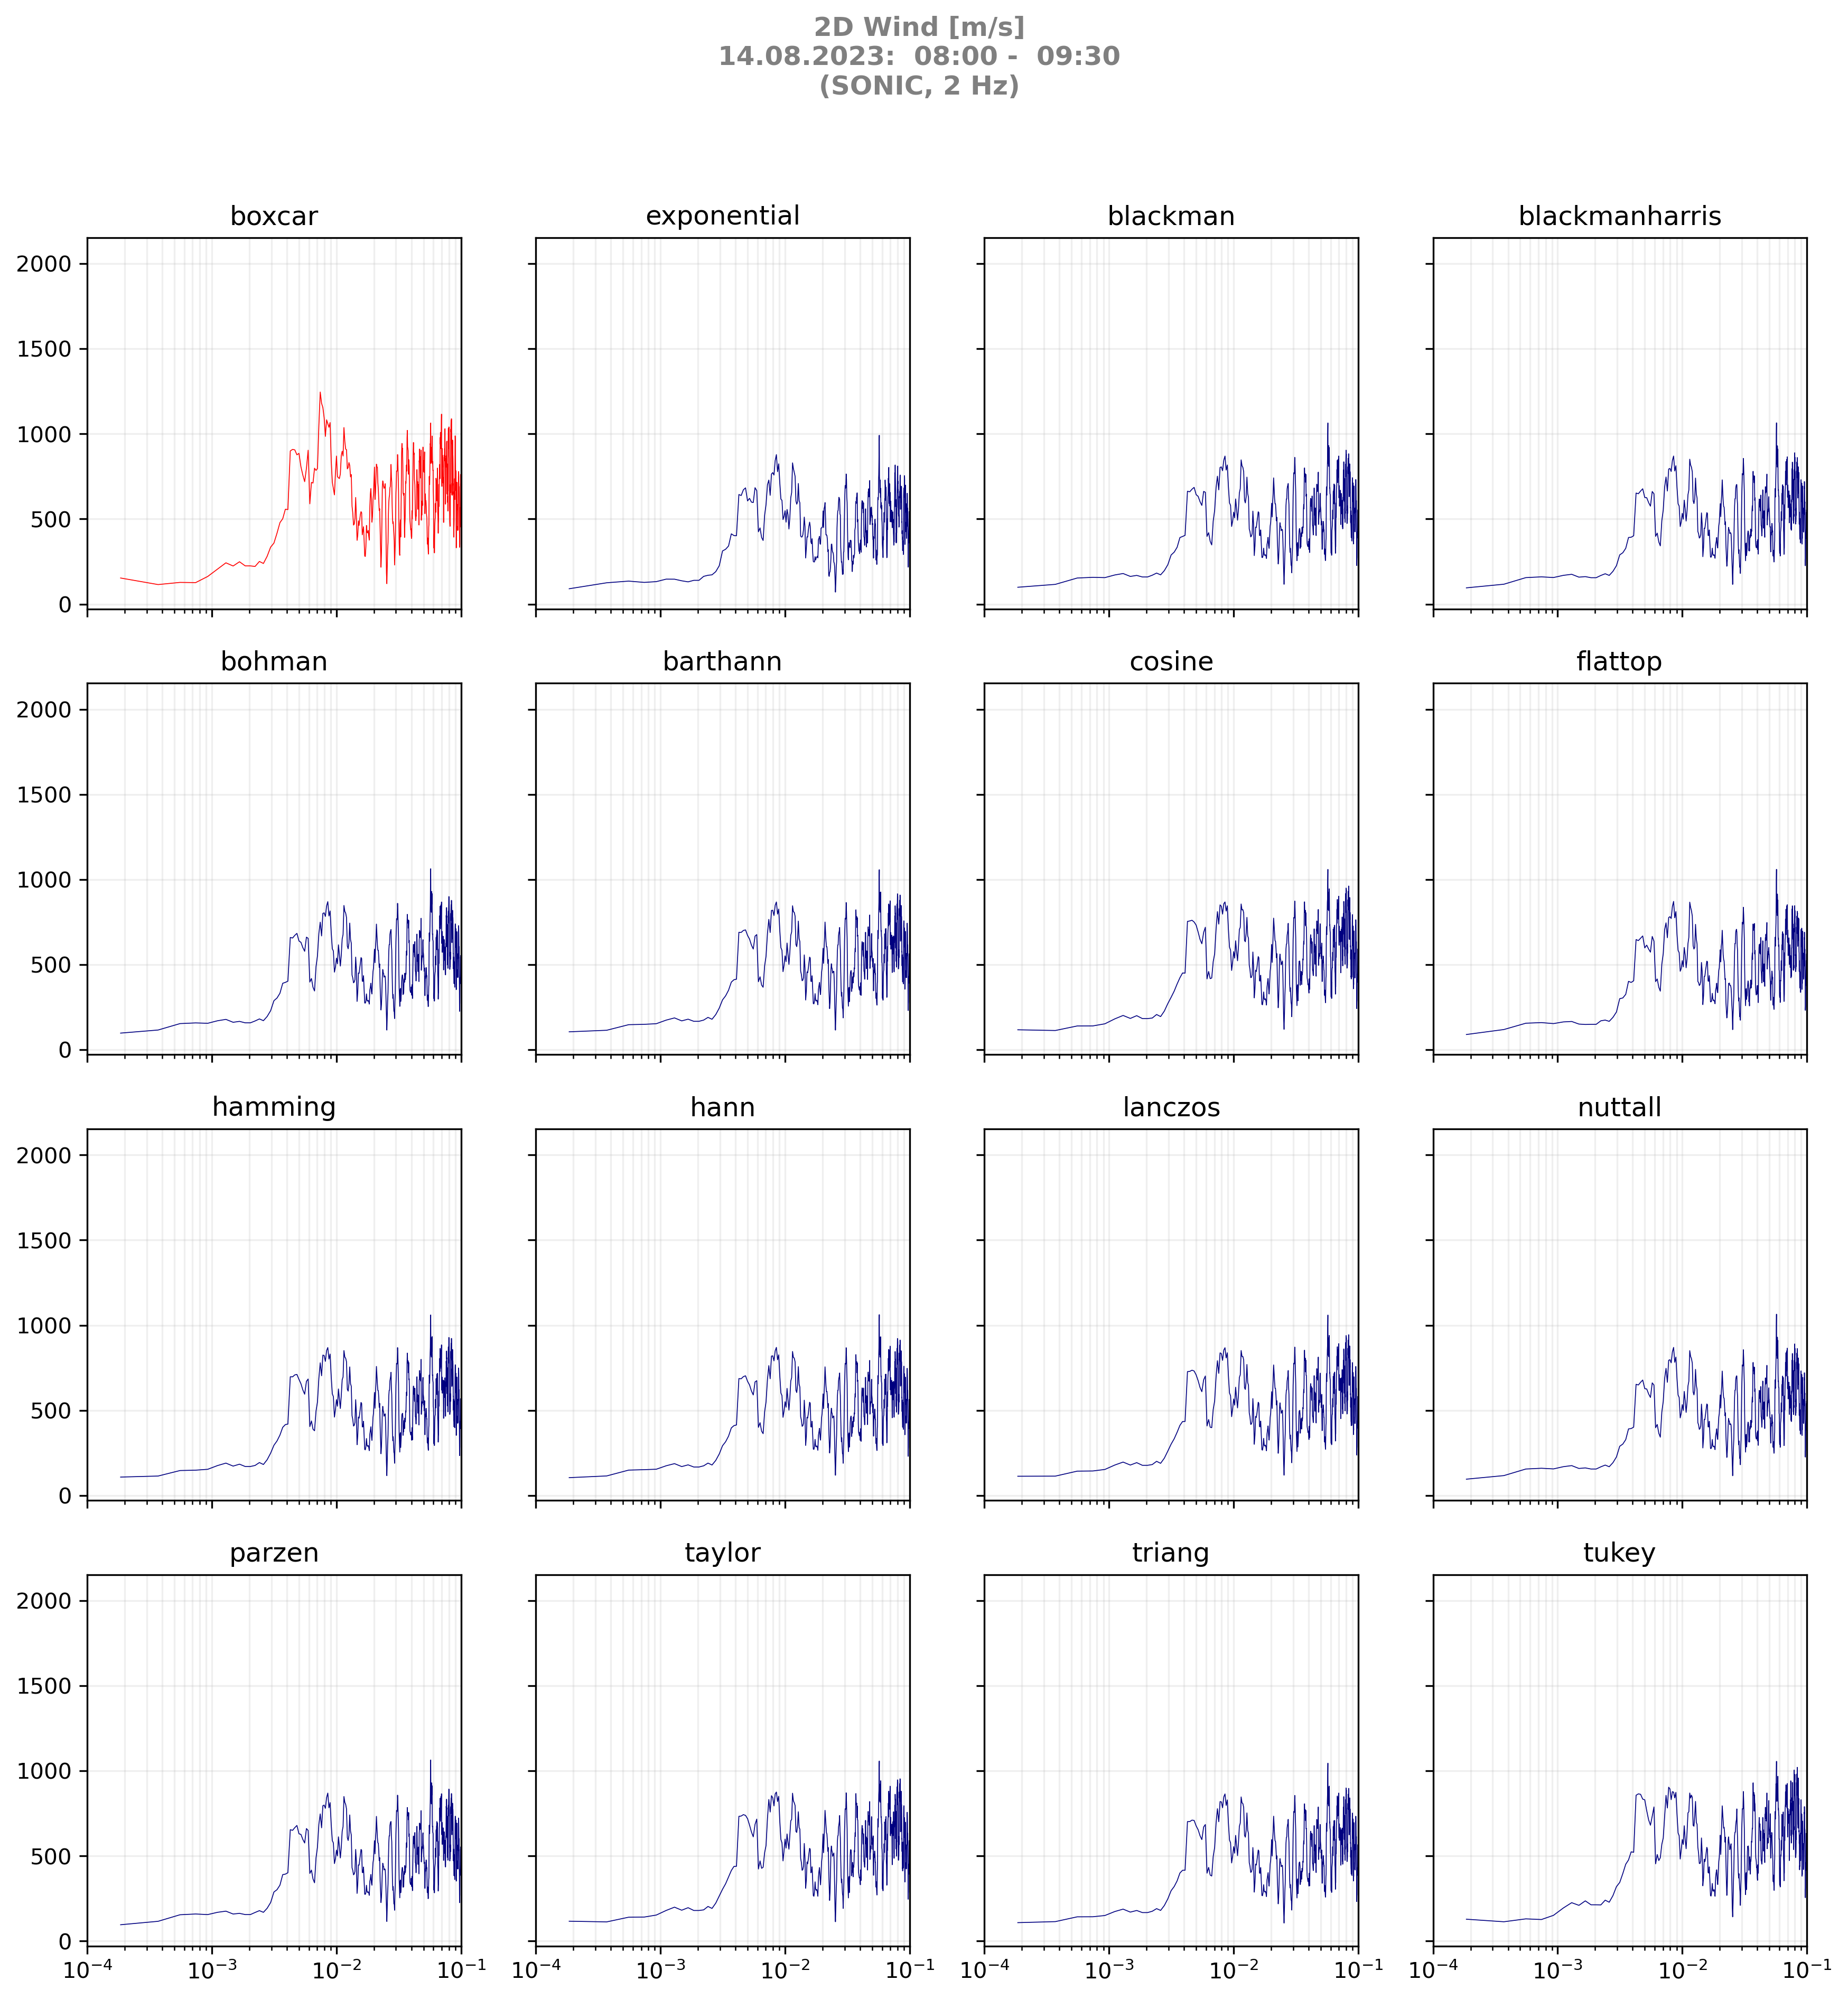 2D Wind [m/s]
14.08.2023:  08:00 -  09:30
(SONIC, 2 Hz)
boxcar
exponential
blackman
blackmanharris
2000
1500
1000
500
0
bohman
barthann
cosine
flattop
2000
1500
1000
500
0
hamming
hann
lanczos
nuttall
2000
1500
1000
500
0
parzen
taylor
triang
tukey
2000
1500
1000
500
0
10⁻⁴ 10⁻³ 10⁻² 10⁻¹
10⁻⁴ 10⁻³ 10⁻² 10⁻¹
10⁻⁴ 10⁻³ 10⁻² 10⁻¹
10⁻⁴ 10⁻³ 10⁻² 10⁻¹